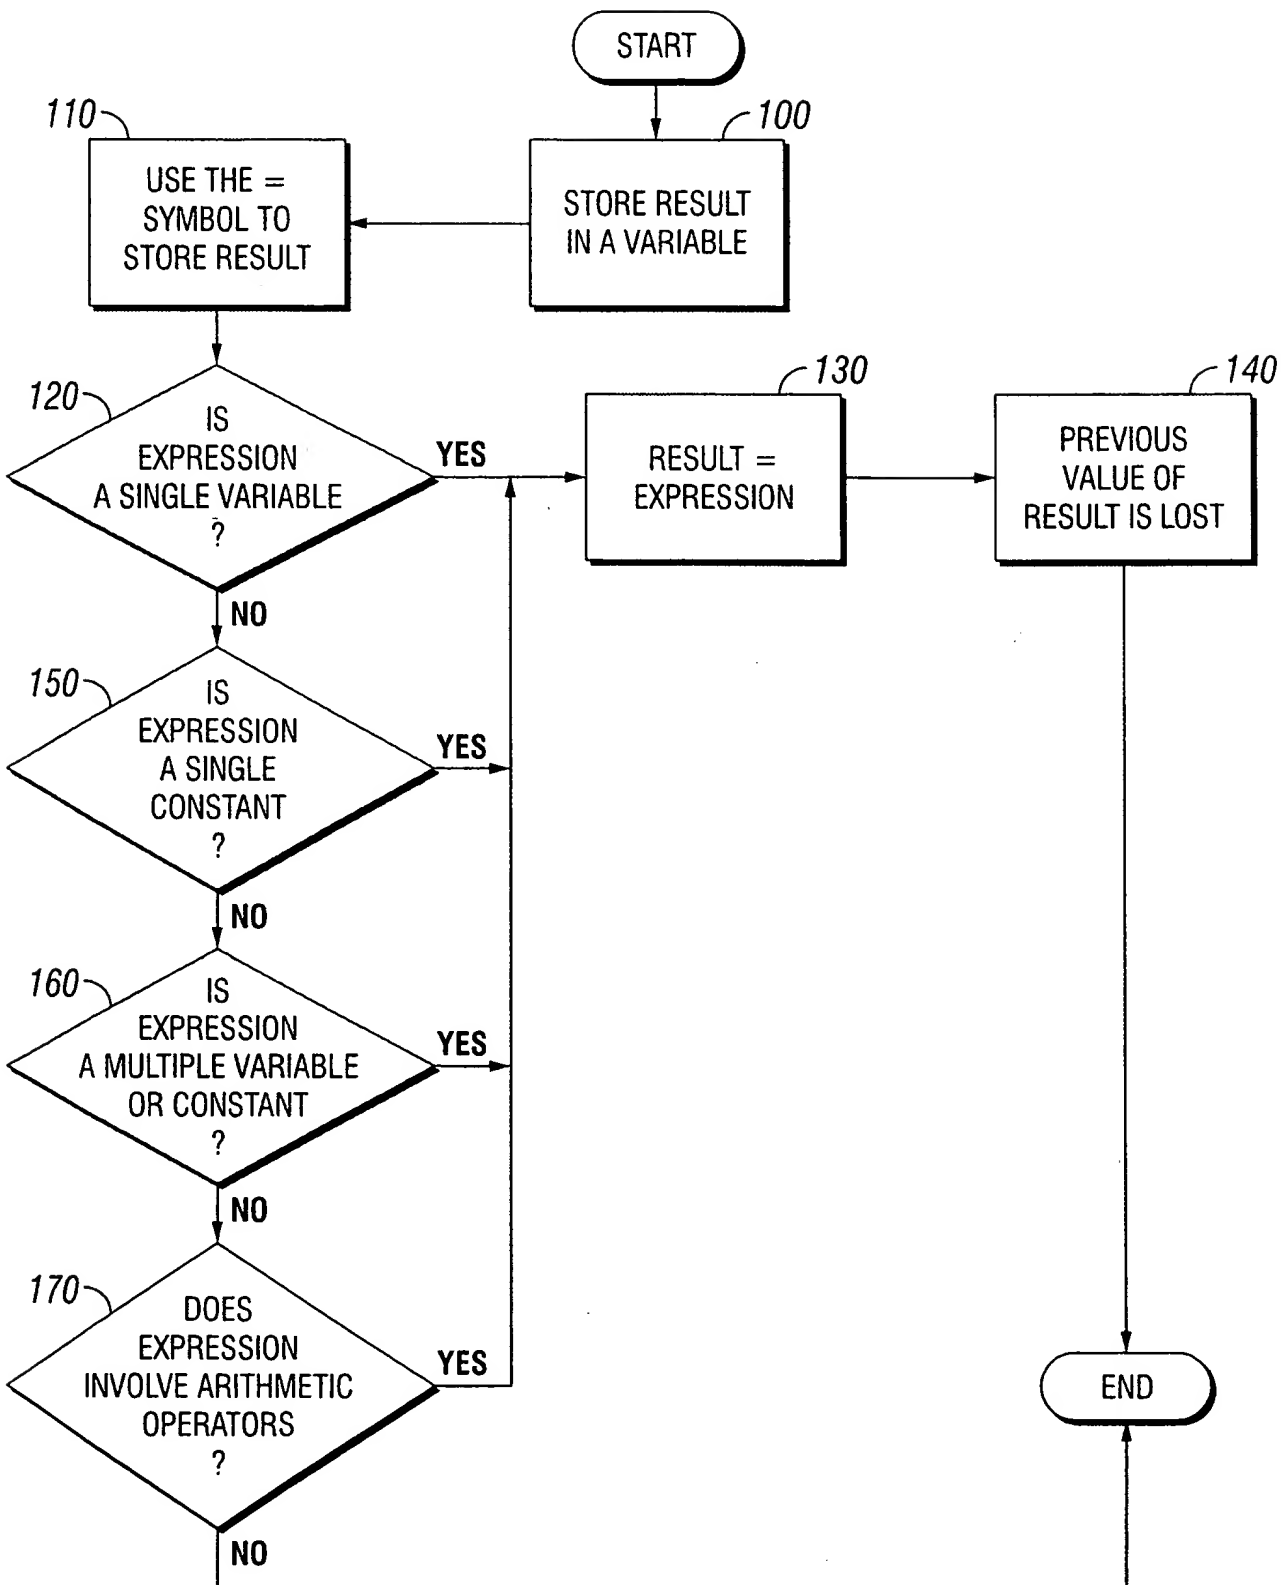 START
100
STORE RESULT
IN A VARIABLE
110
USE THE =
SYMBOL TO
STORE RESULT
120
IS
EXPRESSION
A SINGLE VARIABLE
?
YES
NO
130
RESULT =
EXPRESSION
140
PREVIOUS
VALUE OF
RESULT IS LOST
150
IS
EXPRESSION
A SINGLE
CONSTANT
?
YES
NO
160
IS
EXPRESSION
A MULTIPLE VARIABLE
OR CONSTANT
?
YES
NO
170
DOES
EXPRESSION
INVOLVE ARITHMETIC
OPERATORS
?
YES
NO
END